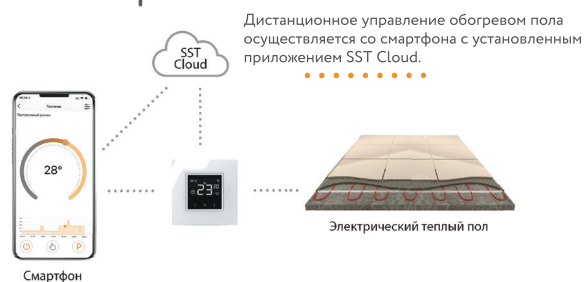 Дистанционное управление обогревом пола
осуществляется со смартфона с установленным
приложением SST Cloud.
SST
Cloud
28°
23
Электрический теплый пол
Смартфон